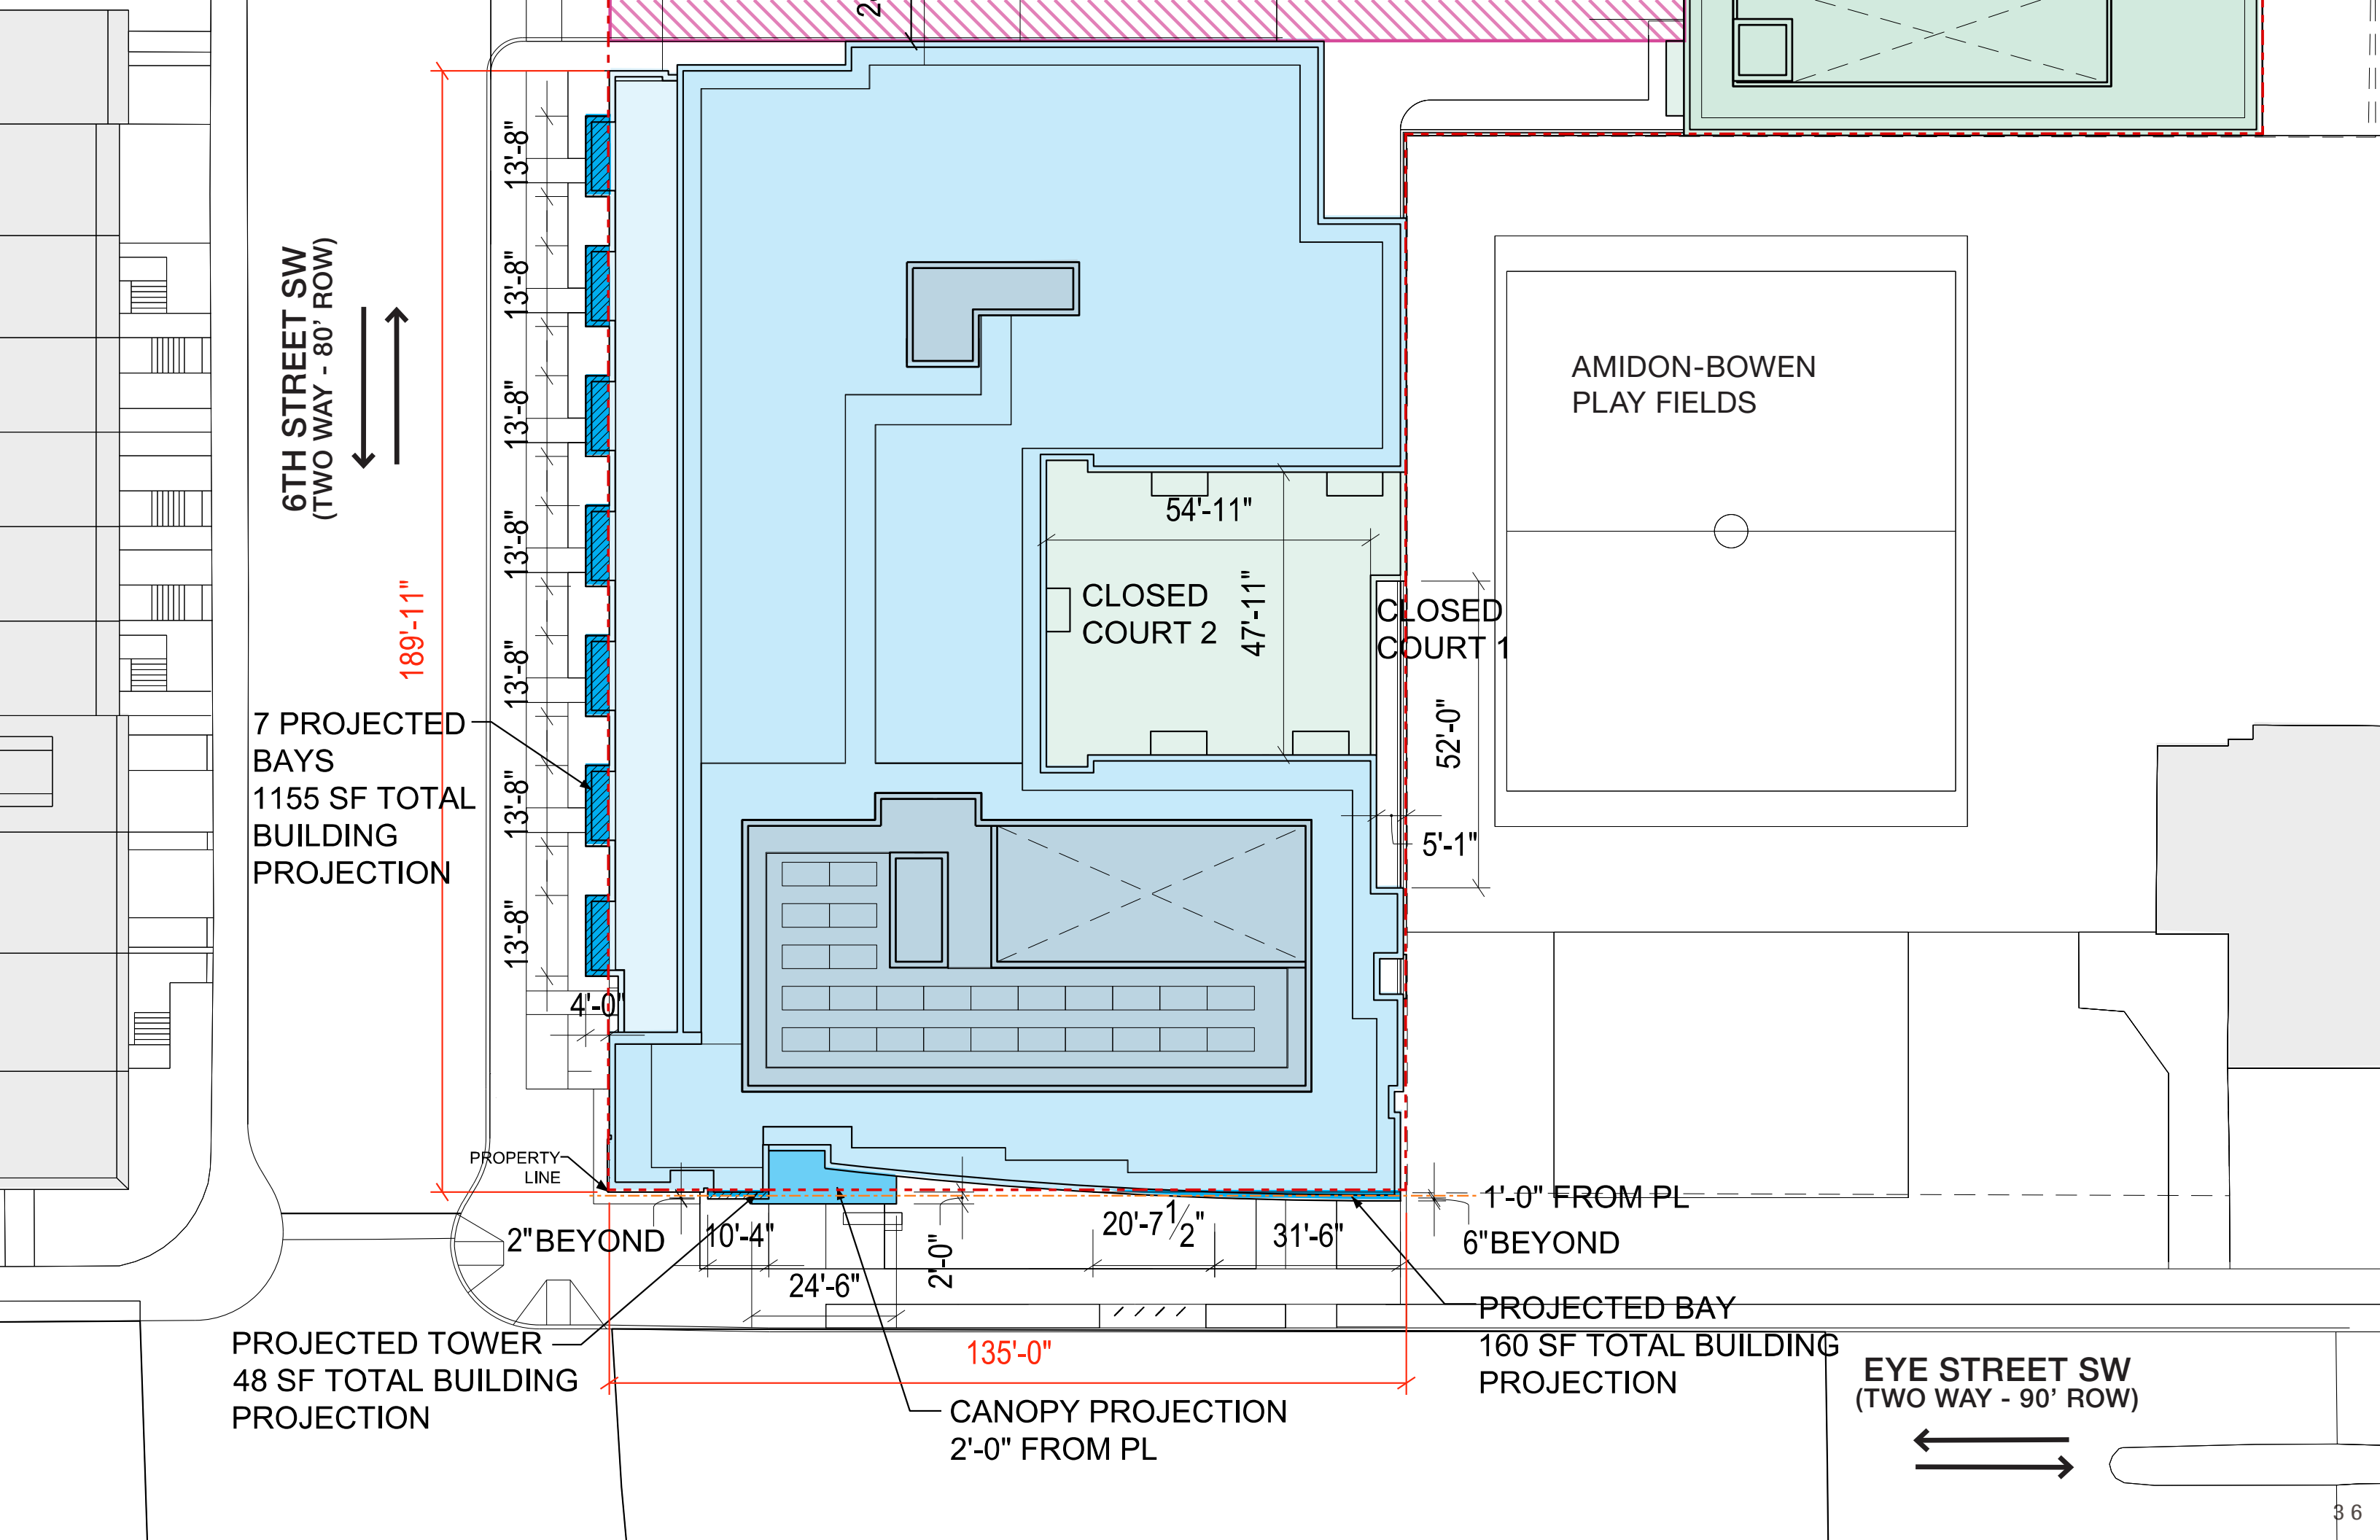 13'-8"
13'-8"
13'-8"
13'-8"
13'-8"
13'-8"
13'-8"
6TH STREET SW
(TWO WAY - 80' ROW)
189'-11"
AMIDON-BOWEN
PLAY FIELDS
54'-11"
47'-11"
CLOSED
COURT 2
CLOSED
COURT 1
52'-0"
5'-1"
7 PROJECTED
BAYS
1155 SF TOTAL
BUILDING
PROJECTION
4'-0"
PROPERTY
LINE
2"BEYOND
10'-4"
24'-6"
2'-0"
20'-7 1/2"
31'-6"
1'-0" FROM PL
6"BEYOND
135'-0"
PROJECTED TOWER
48 SF TOTAL BUILDING
PROJECTION
CANOPY PROJECTION
2'-0" FROM PL
PROJECTED BAY
160 SF TOTAL BUILDING
PROJECTION
EYE STREET SW
(TWO WAY - 90' ROW)
36